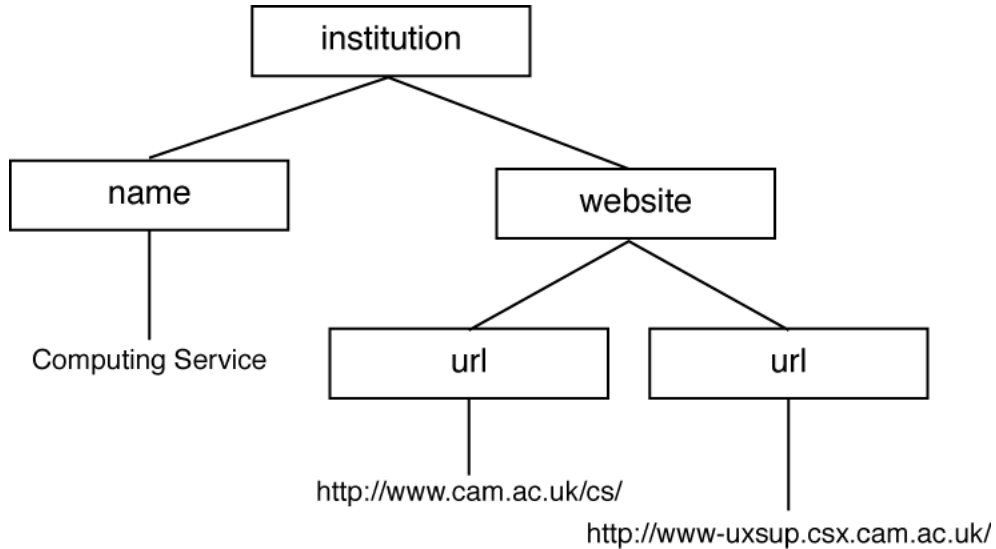 institution
name
website
Computing Service
url
url
http://www.cam.ac.uk/cs/
http://www-uxsup.csx.cam.ac.uk/